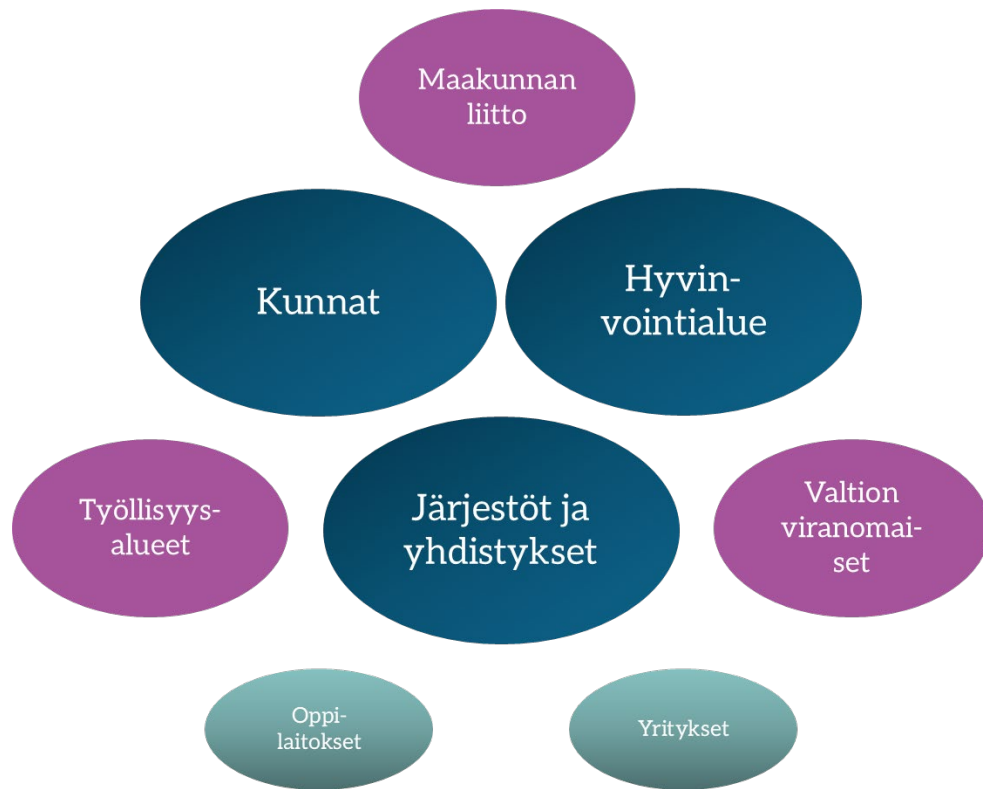 Maakunnan
liitto
Kunnat
Hyvin-
vointialue
Työllisyys-
alueet
Järjestöt ja
yhdistykset
Valtion
viranomai-
set
Oppi-
laitokset
Yritykset